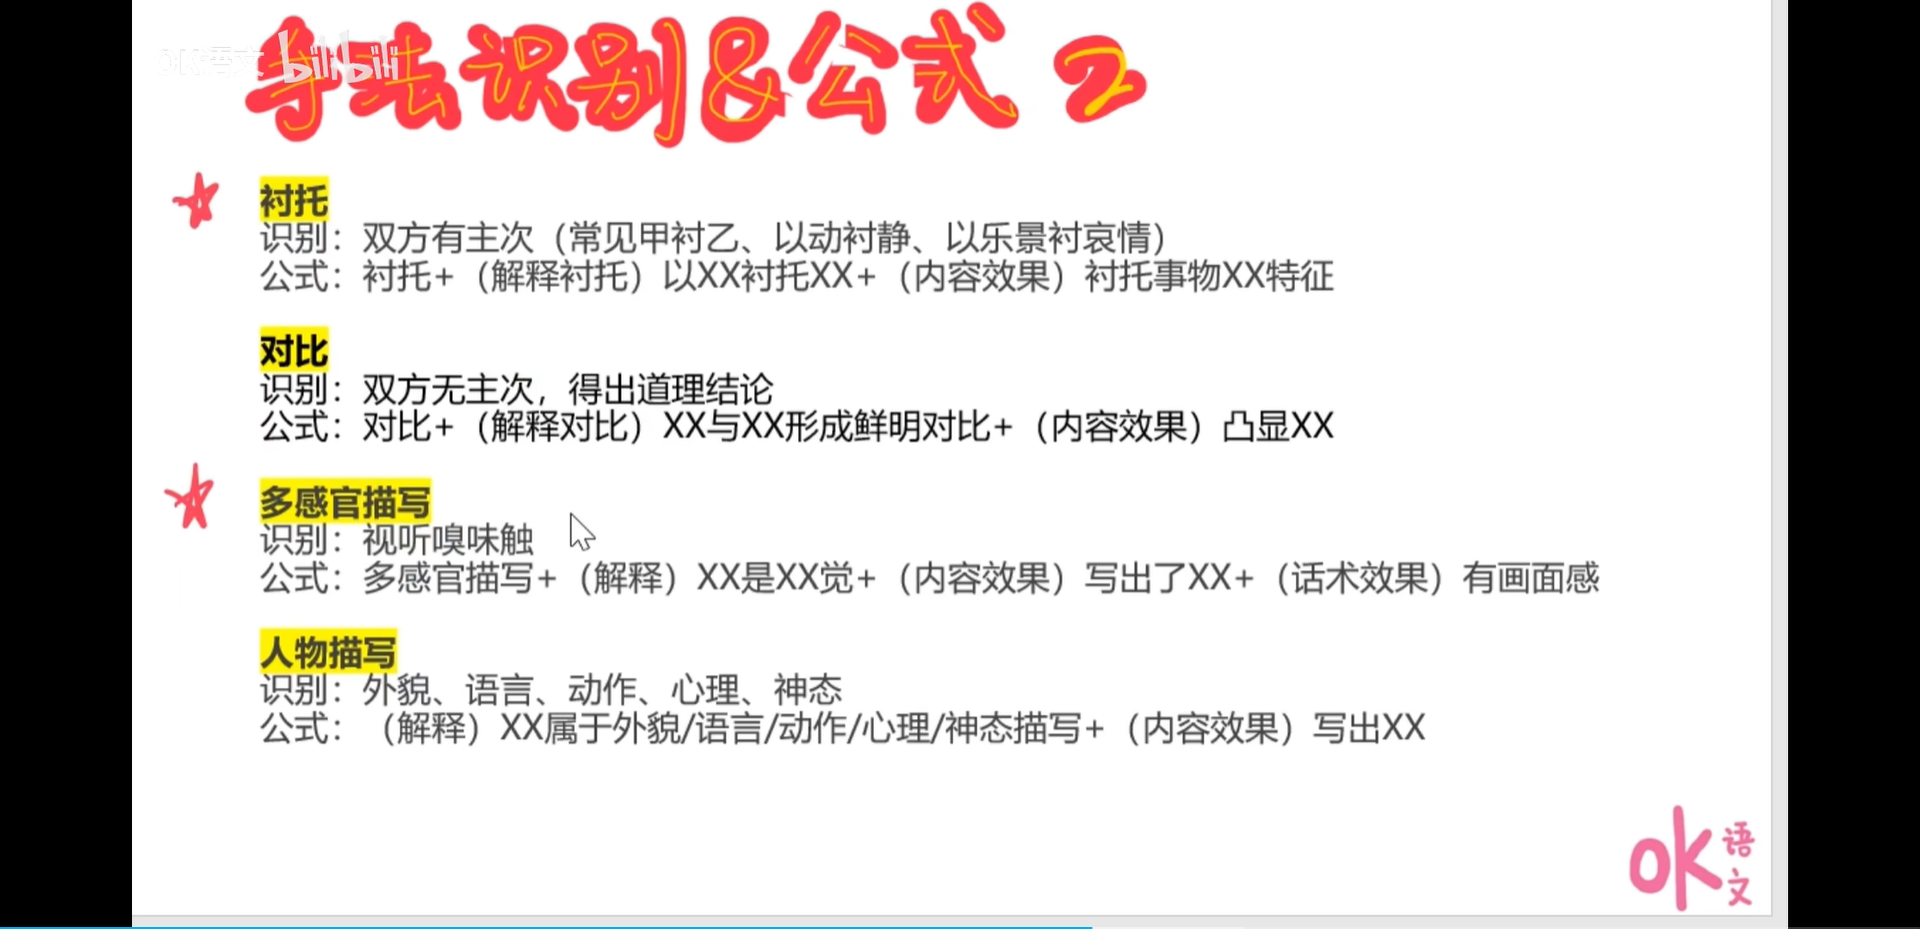 手法识别&公式 2
OK语文 bilibili
衬托
识别：双方有主次（常见甲衬乙、以动衬静、以乐景衬哀情）
公式：衬托+（解释衬托）以XX衬托XX+（内容效果）衬托事物XX特征
对比
识别：双方无主次，得出道理结论
公式：对比+（解释对比）XX与XX形成鲜明对比+（内容效果）凸显XX
多感官描写
识别：视听嗅味触
公式：多感官描写+（解释）XX是XX觉+（内容效果）写出了XX+（话术效果）有画面感
人物描写
识别：外貌、语言、动作、心理、神态
公式：（解释）XX属于外貌/语言/动作/心理/神态描写+（内容效果）写出XX
ok语文